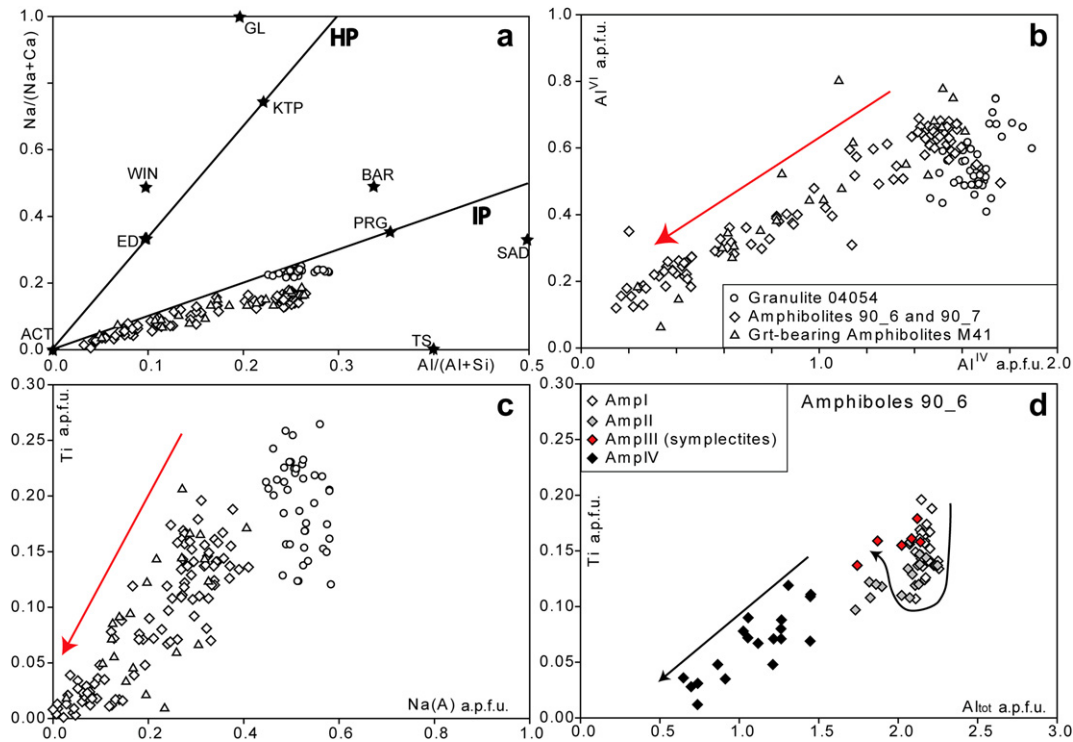 a
Na/(Na+Ca)
1.0
0.8
0.6
0.4
0.2
0.0
GL
HP
KTP
WIN
BAR
ED
PRG
IP
SAD
ACT
TS
0.0
0.1
0.2
0.3
Al/(Al+Si)
0.5
b
Al^VI a.p.f.u.
1.0
0.8
0.6
0.4
0.2
0.0
Granulite 04054
Amphibolites 90_6 and 90_7
Grt-bearing Amphibolites M41
1.0
Al^IV a.p.f.u.
2.0
c
Ti a.p.f.u.
0.30
0.25
0.20
0.15
0.10
0.05
0.00
0.0
0.2
0.4
0.6
Na(A) a.p.f.u.
0.8
1.0
d
Amphiboles 90_6
AmpI
AmpII
AmpIII (symplectites)
AmpIV
Ti a.p.f.u.
0.30
0.20
0.15
0.10
0.05
0.00
0.0
0.5
1.0
1.5
2.0
Altot a.p.f.u.
2.5
3.0